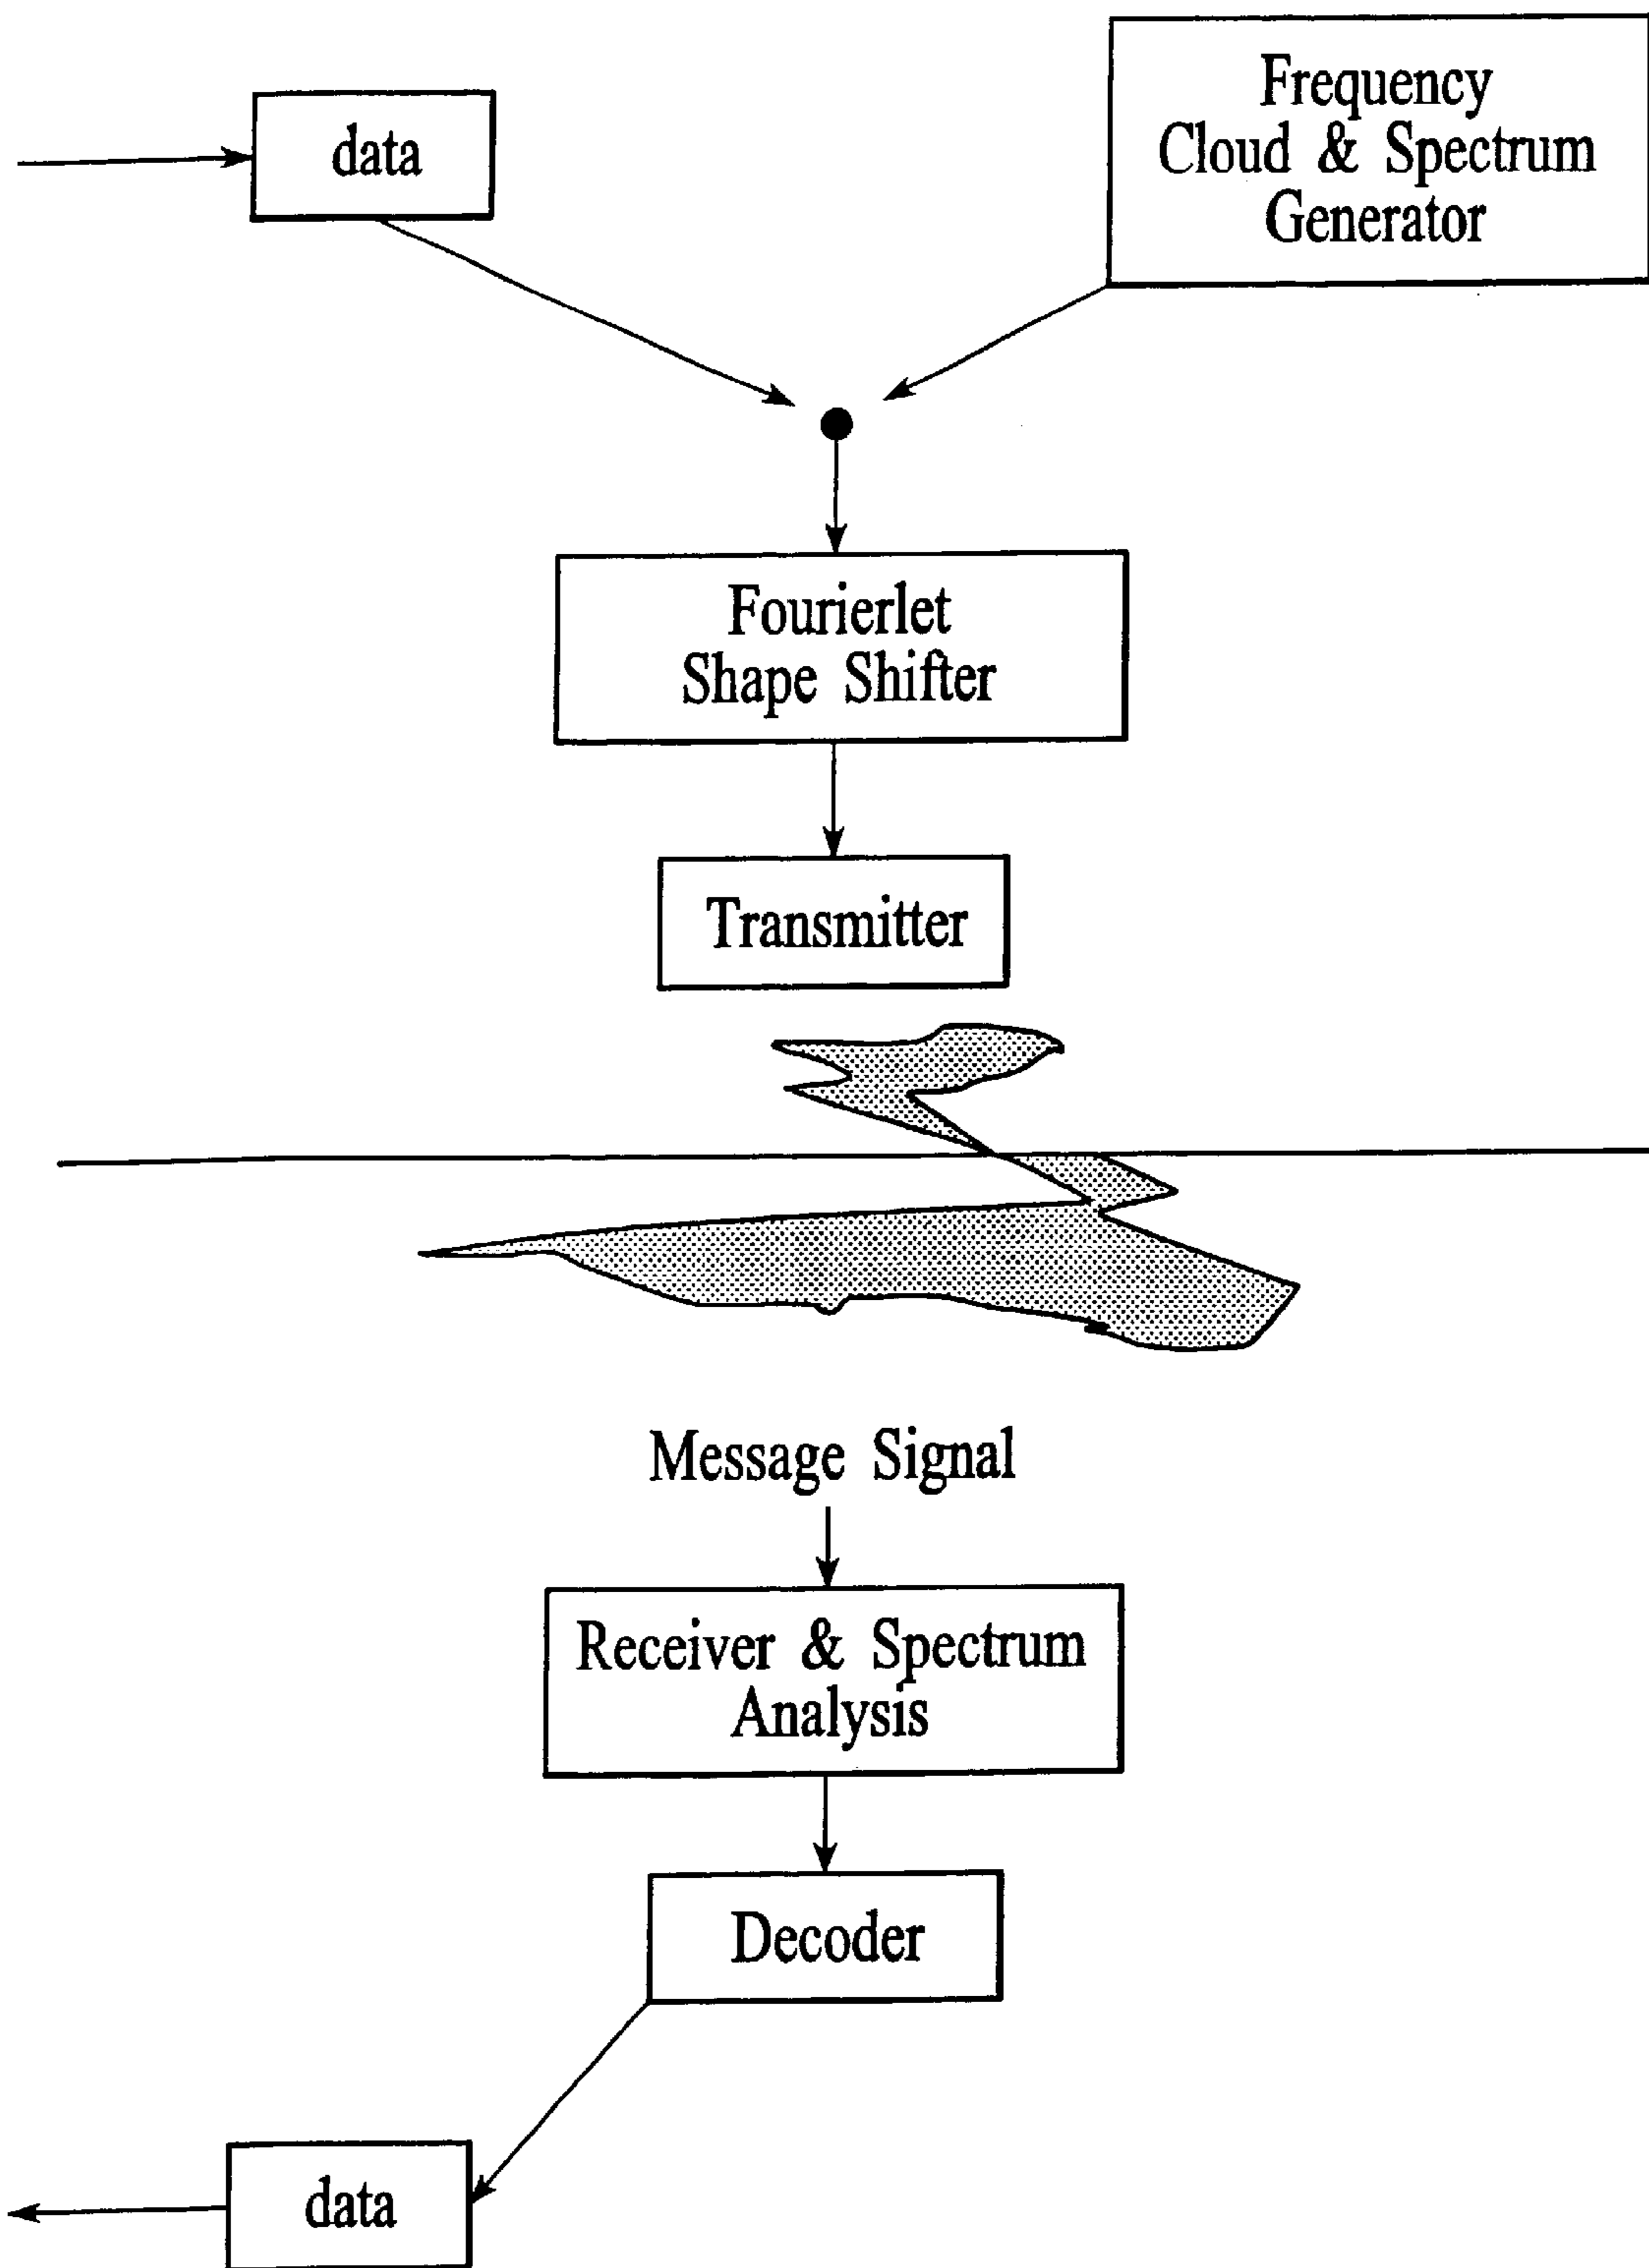 data
Frequency
Cloud & Spectrum
Generator
Fourierlet
Shape Shifter
Transmitter
Message Signal
Receiver & Spectrum
Analysis
Decoder
data